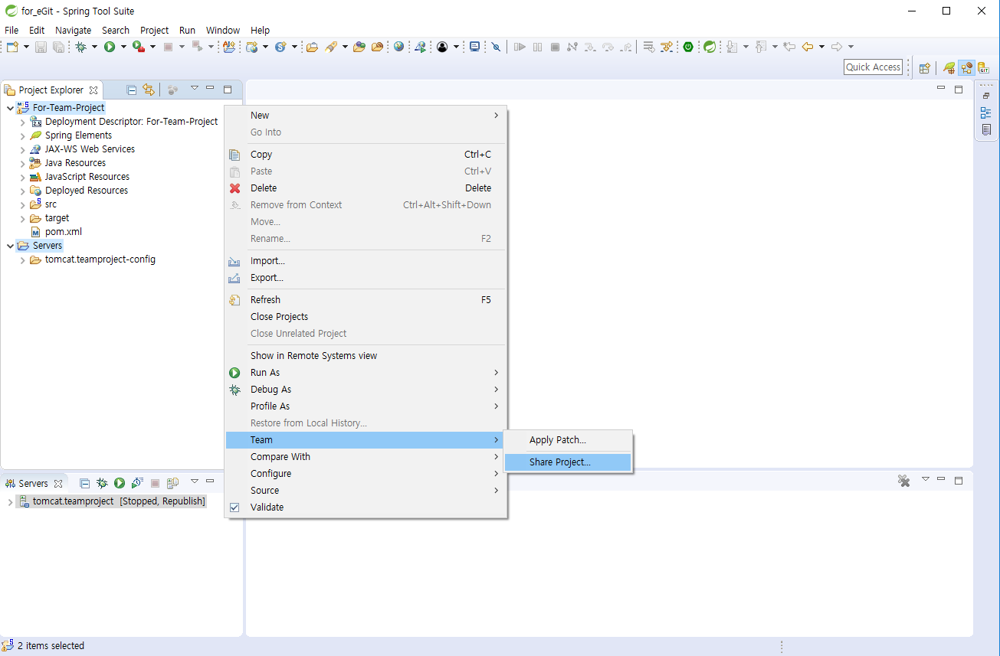 for_eGit - Spring Tool Suite
File Edit Navigate Search Project Run Window Help
Quick Access
Project Explorer
For-Team-Project
Deployment Descriptor: For-Team-Project
Spring Elements
JAX-WS Web Services
Java Resources
JavaScript Resources
Deployed Resources
src
target
pom.xml
Servers
tomcat.teamproject-config
New
Go Into
Copy Ctrl+C
Paste Ctrl+V
Delete Delete
Remove from Context Ctrl+Alt+Shift+Down
Move...
Rename... F2
Import...
Export...
Refresh F5
Close Projects
Close Unrelated Project
Show in Remote Systems view
Run As
Debug As
Profile As
Restore from Local History...
Team
Compare With
Configure
Source
Validate
Apply Patch...
Share Project...
Servers
tomcat.teamproject [Stopped, Republish]
2 items selected